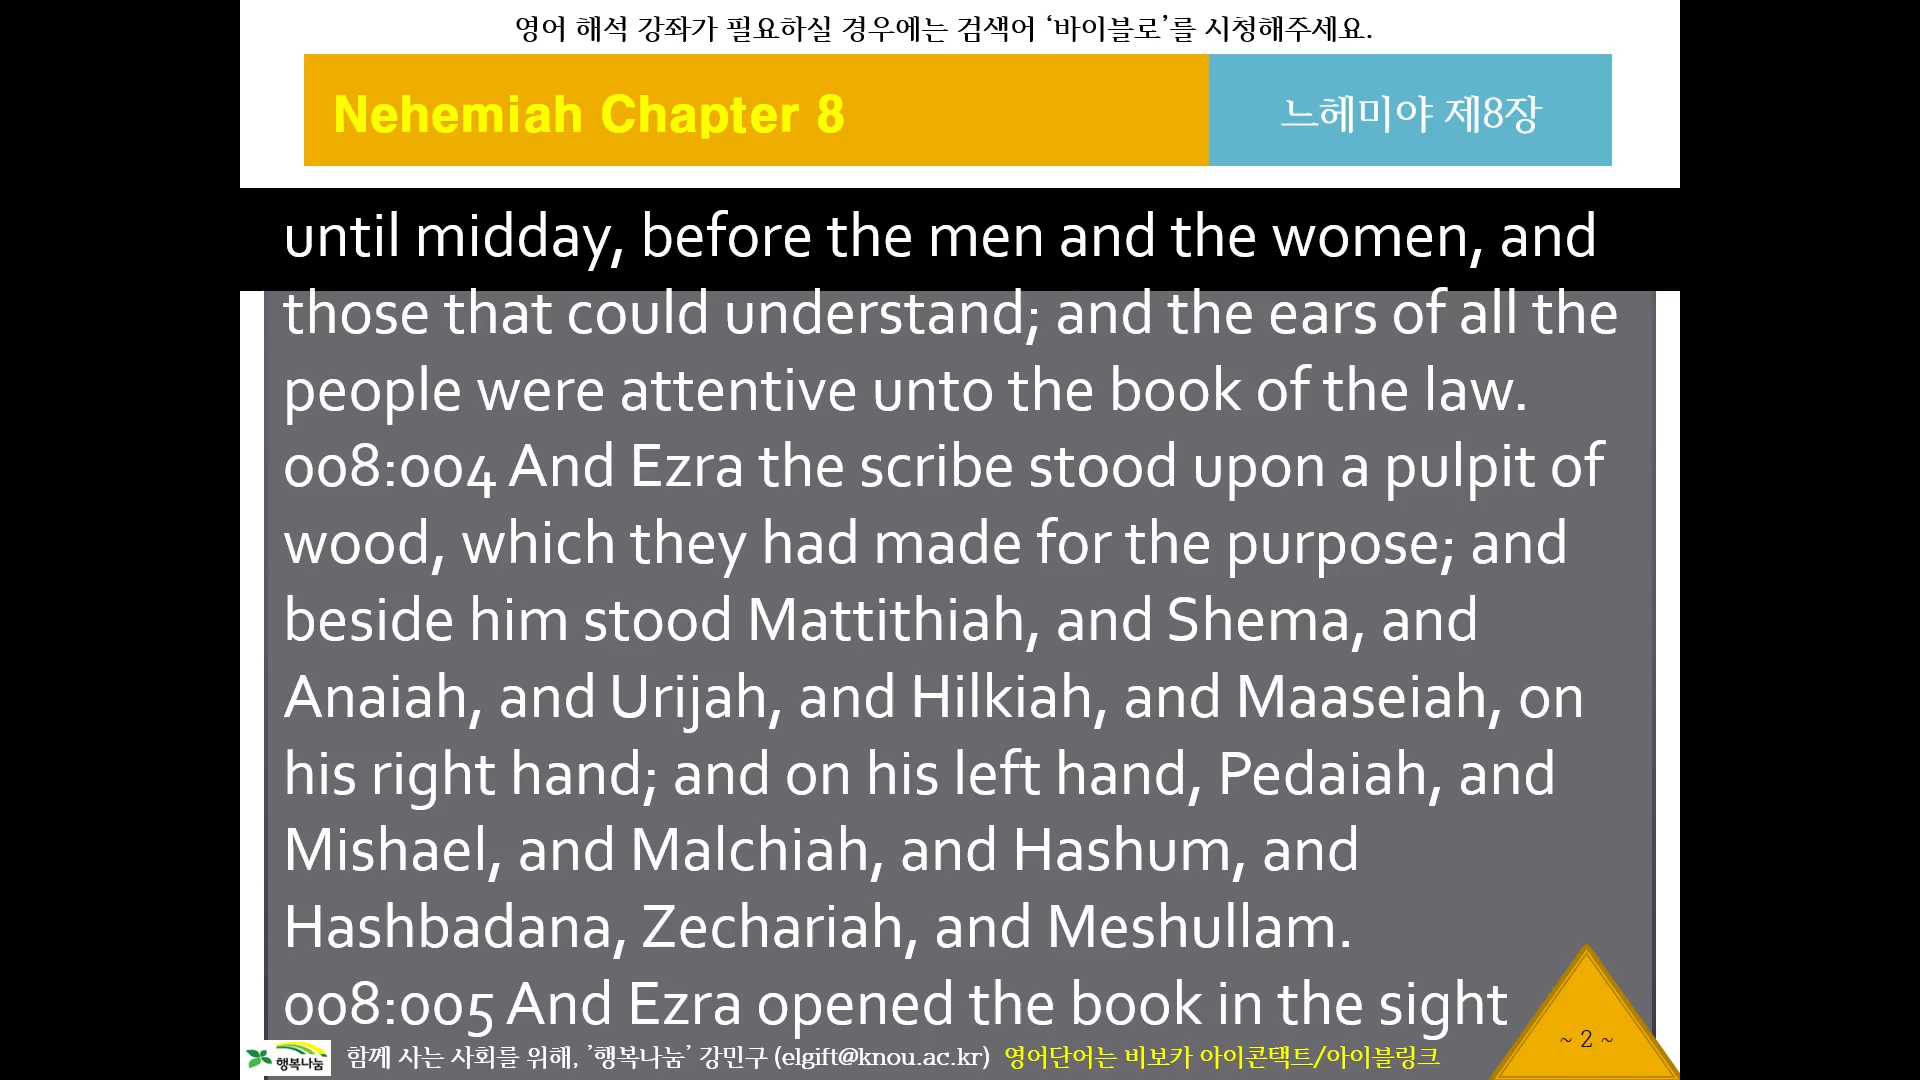 영어 해석 강좌가 필요하실 경우에는 검색어 ‘바이블로’를 시청해주세요.
Nehemiah Chapter 8
느헤미야 제8장
until midday, before the men and the women, and
those that could understand; and the ears of all the
people were attentive unto the book of the law.
008:004 And Ezra the scribe stood upon a pulpit of
wood, which they had made for the purpose; and
beside him stood Mattithiah, and Shema, and
Anaiah, and Urijah, and Hilkiah, and Maaseiah, on
his right hand; and on his left hand, Pedaiah, and
Mishael, and Malchiah, and Hashum, and
Hashbadana, Zechariah, and Meshullam.
008:005 And Ezra opened the book in the sight
~ 2 ~
행복나눔
함께 사는 사회를 위해, ’행복나눔’ 강민구 (elgift@knou.ac.kr) 영어단어는 비보카 아이콘택트/아이블링크